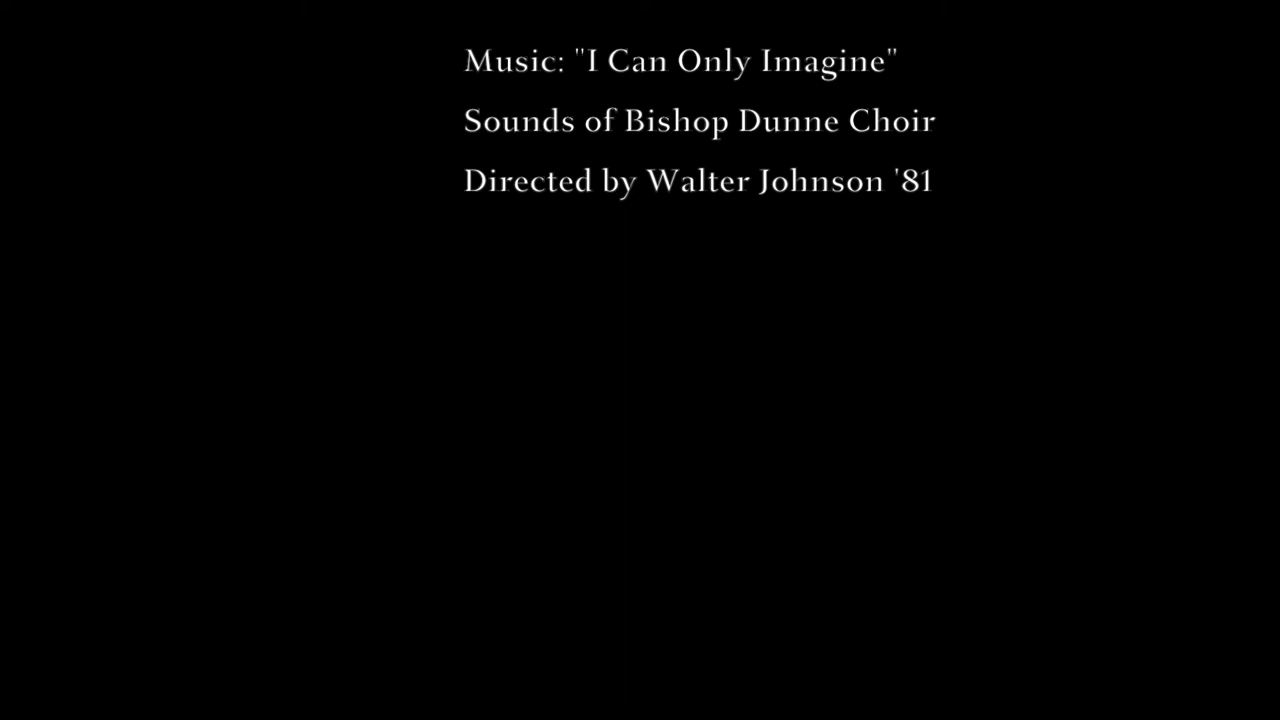 Music: "I Can Only Imagine"
Sounds of Bishop Dunne Choir
Directed by Walter Johnson '81